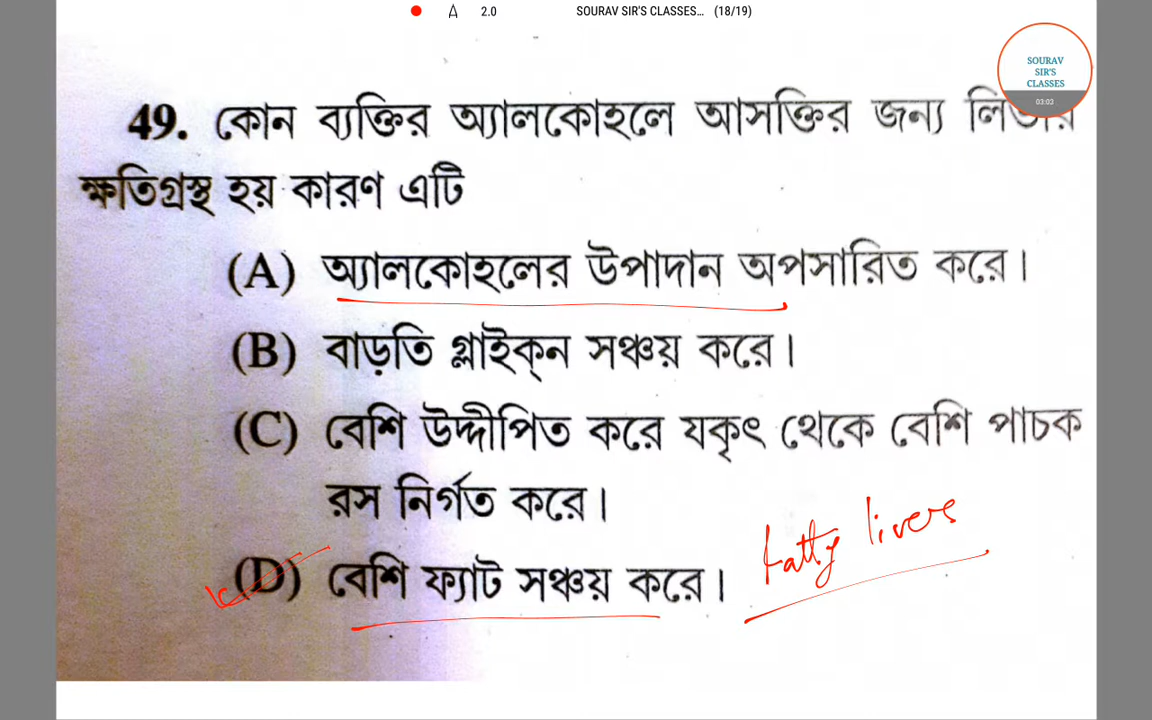 2.0 SOURAV SIR'S CLASSES... (18/19)
SOURAV
SIR'S
CLASSES
03:03
49. কোন ব্যক্তির অ্যালকোহলে আসক্তির জন্য লিভার
ক্ষতিগ্রস্থ হয় কারণ এটি
(A) অ্যালকোহলের উপাদান অপসারিত করে।
(B) বাড়তি গ্লাইক্ন সঞ্চয় করে।
(C) বেশি উদ্দীপিত করে যকৃৎ থেকে বেশি পাচক
রস নির্গত করে।
fatty liver
(D) বেশি ফ্যাট সঞ্চয় করে।